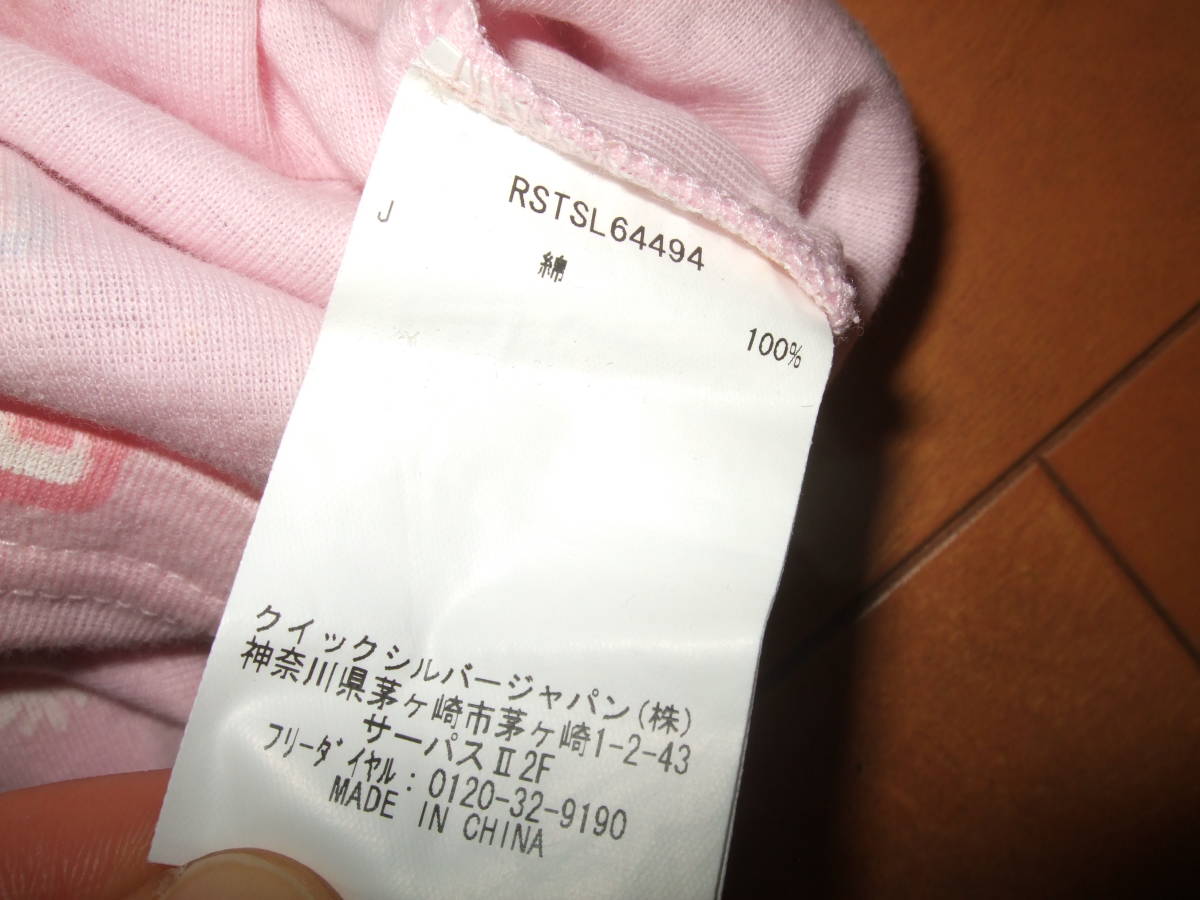 RSTSL64494
J
綿 100%
クイックシルバージャパン(株)
神奈川県茅ヶ崎市茅ヶ崎1-2-43
サーパスⅡ2F
フリーダイヤル:0120-32-9190
MADE IN CHINA